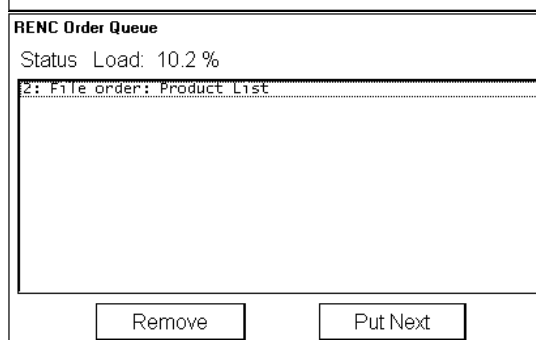 RENC Order Queue
Status Load: 10.2 %
2: File order: Product List
Remove
Put Next